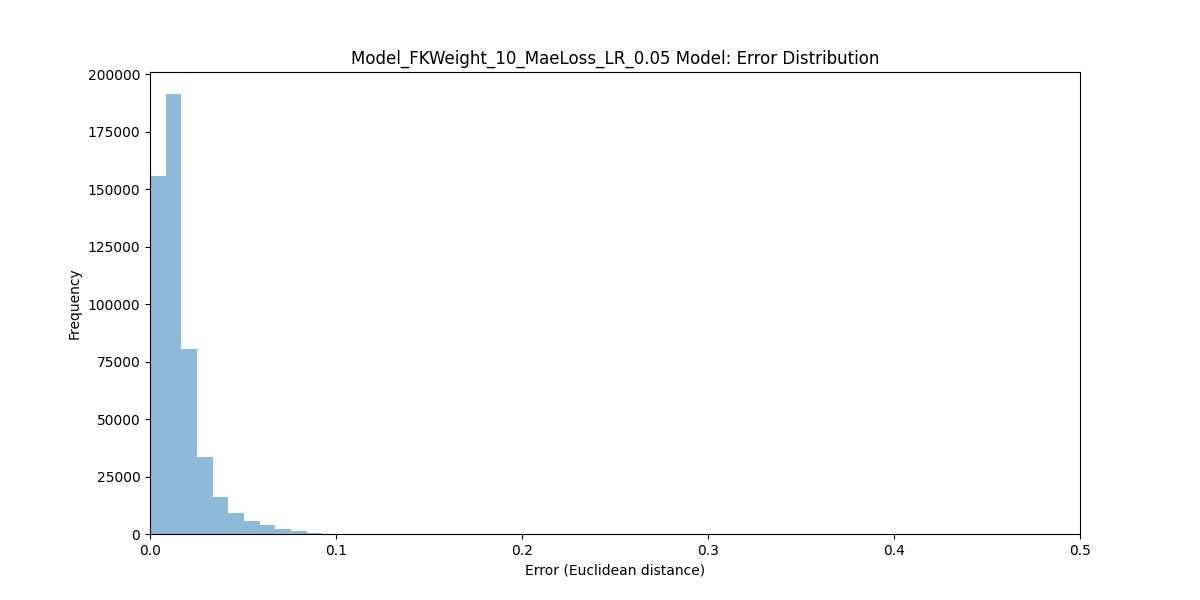 Model_FKWeight_10_MaeLoss_LR_0.05 Model: Error Distribution
200000
175000
150000
125000
100000
75000
50000
25000
0
Frequency
0.0 0.1 0.2 0.3 0.4 0.5
Error (Euclidean distance)